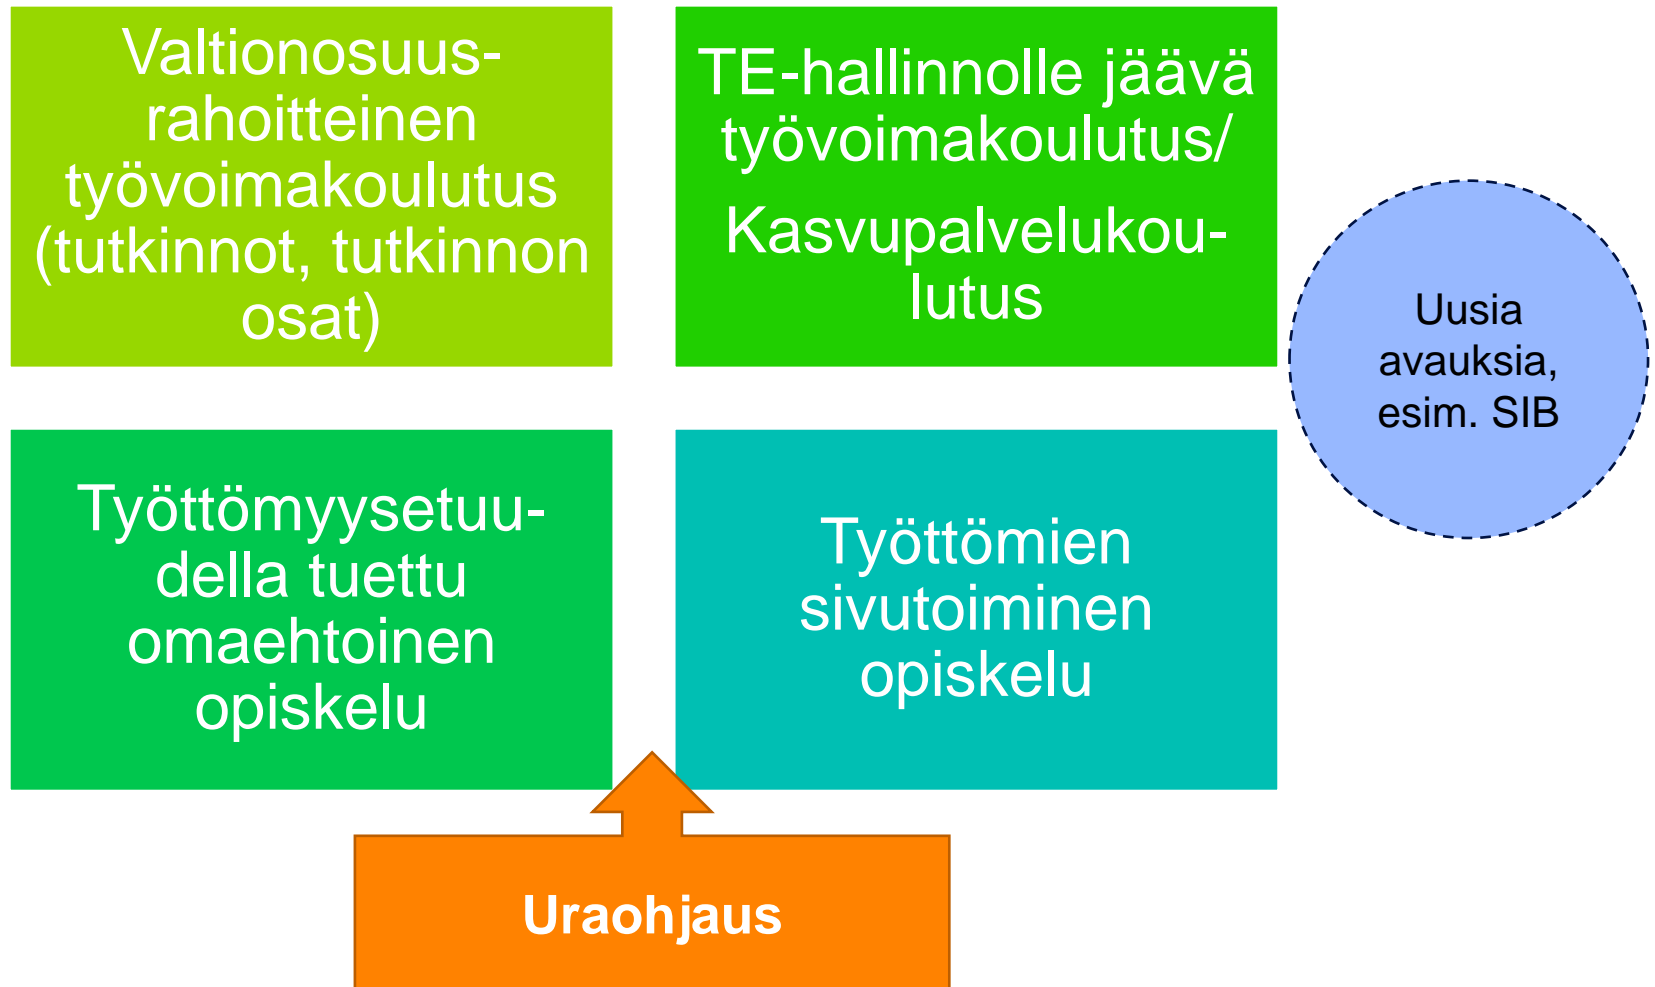 Valtionosuus-
rahoitteinen
työvoimakoulutus
(tutkinnot, tutkinnon
osat)
TE-hallinnolle jäävä
työvoimakoulutus/
Kasvupalvelukou-
lutus
Uusia
avauksia,
esim. SIB
Työttömyysetuu-
della tuettu
omaehtoinen
opiskelu
Työttömien
sivutoiminen
opiskelu
Uraohjaus